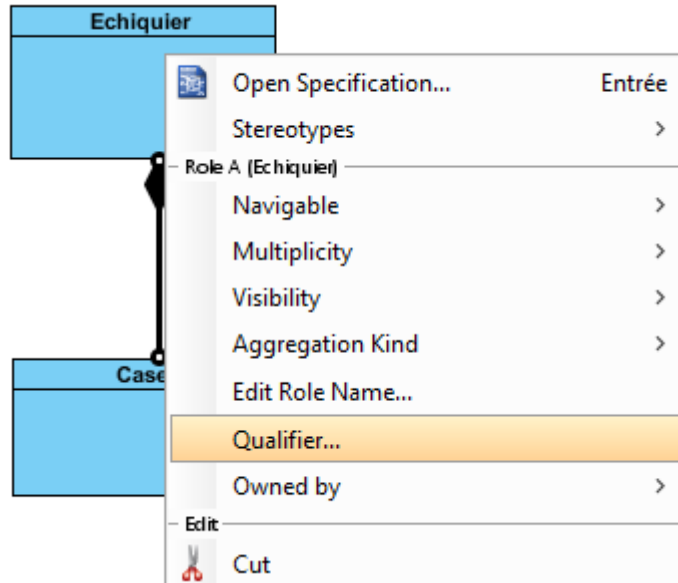 Echiquier
Open Specification... Entrée
Stereotypes
Role A (Echiquier)
Navigable
Multiplicity
Visibility
Aggregation Kind
Edit Role Name...
Case
Qualifier...
Owned by
Edit
Cut